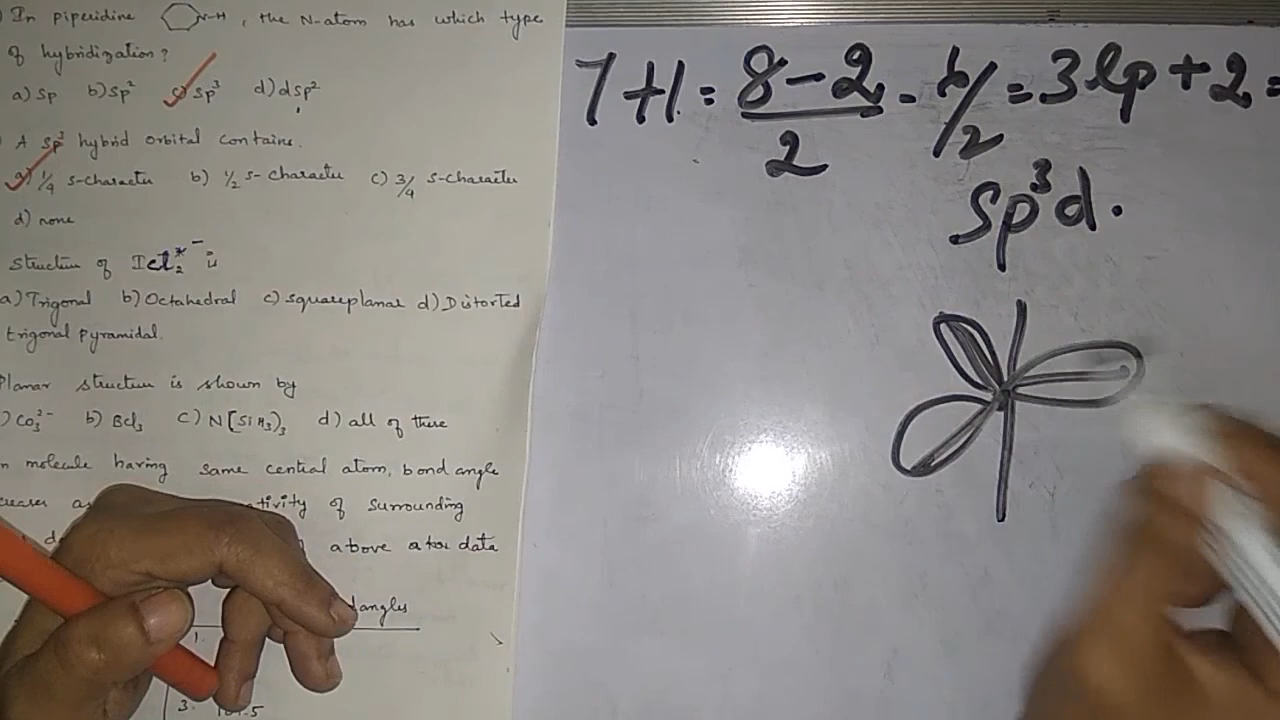 In piperidine N-H, the N-atom has which type
of hybridization?
a) sp b) sp² c) sp³ d) dsp²
A sp³ hybrid orbital contains.
a) 1/4 s-character b) 1/2 s-character c) 3/4 s-character
d) none
Structure of ICl₂⁻ is
a) Trigonal b) Octahedral c) squareplanar d) Distorted
trigonal pyramidal.
Planar structure is shown by
) CO₃²⁻ b) BCl₃ c) N[SiH₃]₃ d) all of these
molecule having same central atom, bond angle
of surrounding
above data
angles
1.
3.
7+1 = 8-2/2 = 6/2 = 3lp + 2 =
sp³d.